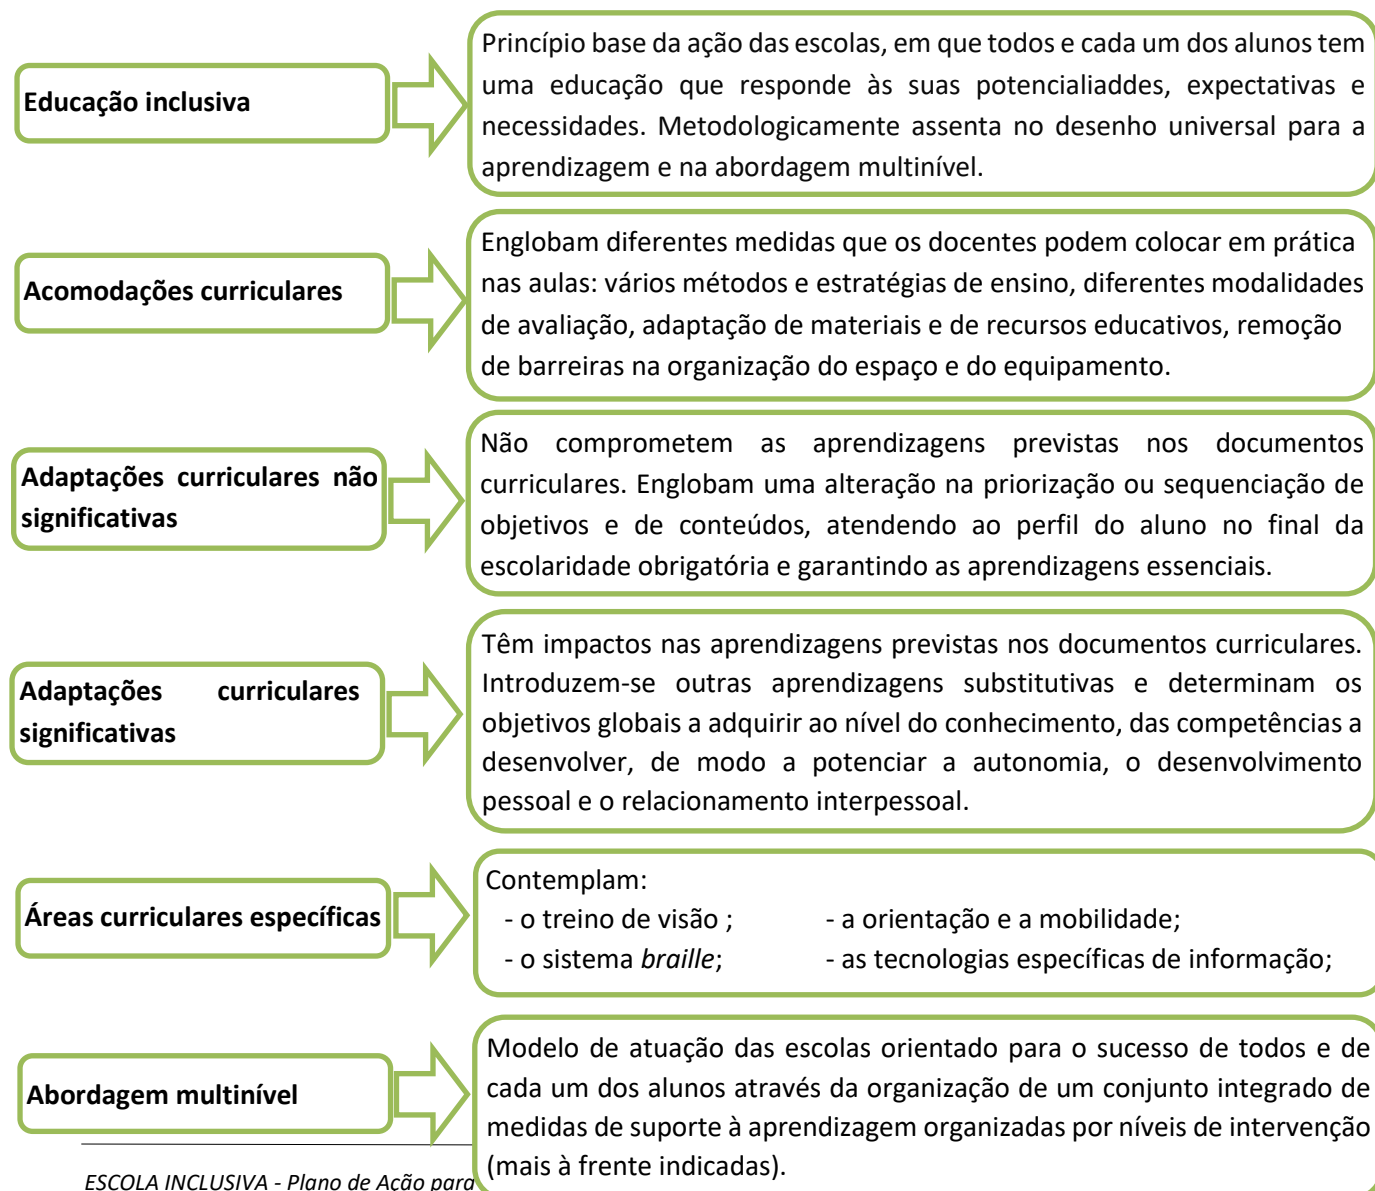 Educação inclusiva
Princípio base da ação das escolas, em que todos e cada um dos alunos tem
uma educação que responde às suas potencialiaddes, expectativas e
necessidades. Metodologicamente assenta no desenho universal para a
aprendizagem e na abordagem multinível.
Acomodações curriculares
Englobam diferentes medidas que os docentes podem colocar em prática
nas aulas: vários métodos e estratégias de ensino, diferentes modalidades
de avaliação, adaptação de materiais e de recursos educativos, remoção
de barreiras na organização do espaço e do equipamento.
Adaptações curriculares não
significativas
Não comprometem as aprendizagens previstas nos documentos
curriculares. Englobam uma alteração na priorização ou sequenciação de
objetivos e de conteúdos, atendendo ao perfil do aluno no final da
escolaridade obrigatória e garantindo as aprendizagens essenciais.
Adaptações curriculares
significativas
Têm impactos nas aprendizagens previstas nos documentos curriculares.
Introduzem-se outras aprendizagens substitutivas e determinam os
objetivos globais a adquirir ao nível do conhecimento, das competências a
desenvolver, de modo a potenciar a autonomia, o desenvolvimento
pessoal e o relacionamento interpessoal.
Áreas curriculares específicas
Contemplam:
- o treino de visão ; - a orientação e a mobilidade;
- o sistema braille; - as tecnologias específicas de informação;
Abordagem multinível
Modelo de atuação das escolas orientado para o sucesso de todos e de
cada um dos alunos através da organização de um conjunto integrado de
medidas de suporte à aprendizagem organizadas por níveis de intervenção
(mais à frente indicadas).
ESCOLA INCLUSIVA - Plano de Ação para